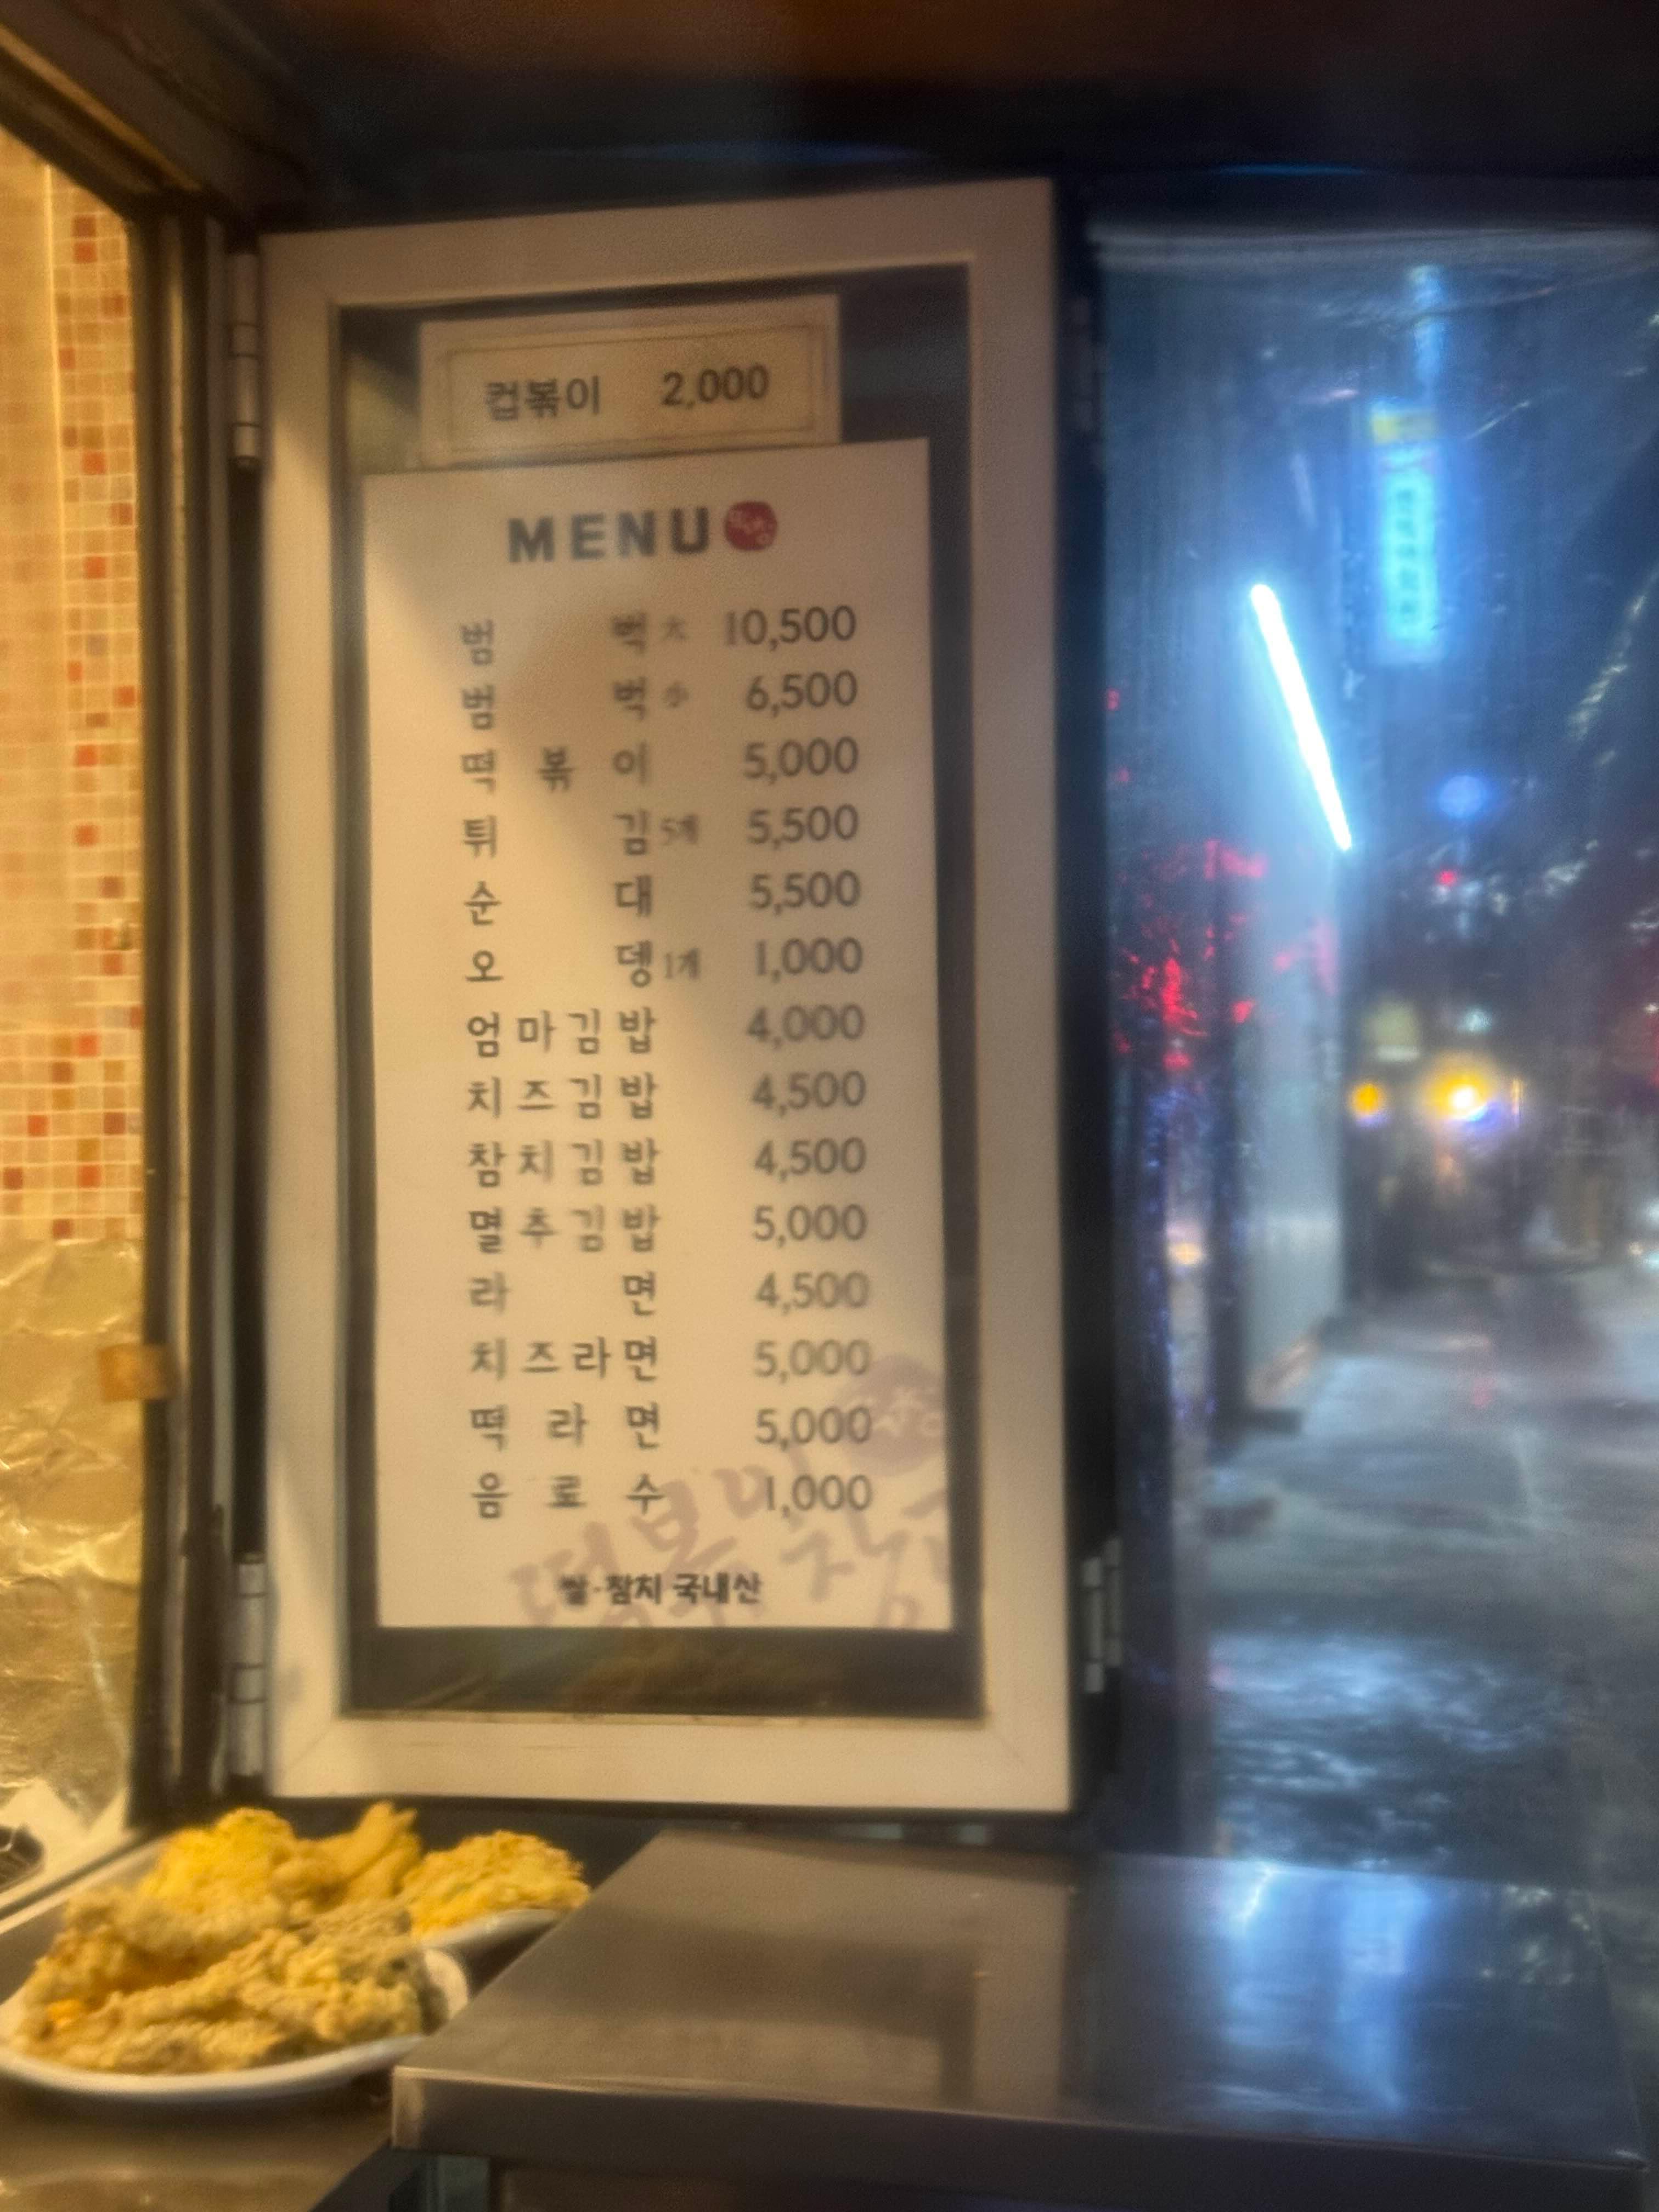 컵볶이 2,000
MENU
범벅 大 10,500
범벅 小 6,500
떡볶이 5,000
튀김 5개 5,500
순대 5,500
오뎅 1개 1,000
엄마김밥 4,000
치즈김밥 4,500
참치김밥 4,500
멸추김밥 5,000
라면 4,500
치즈라면 5,000
떡라면 5,000
음료수 1,000
떡볶이
쌀·참치 국내산